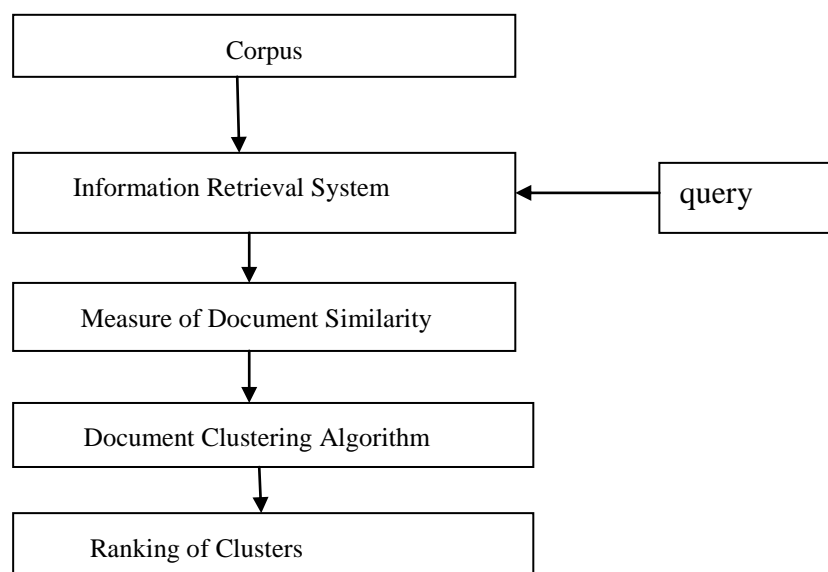 Corpus
Information Retrieval System
query
Measure of Document Similarity
Document Clustering Algorithm
Ranking of Clusters